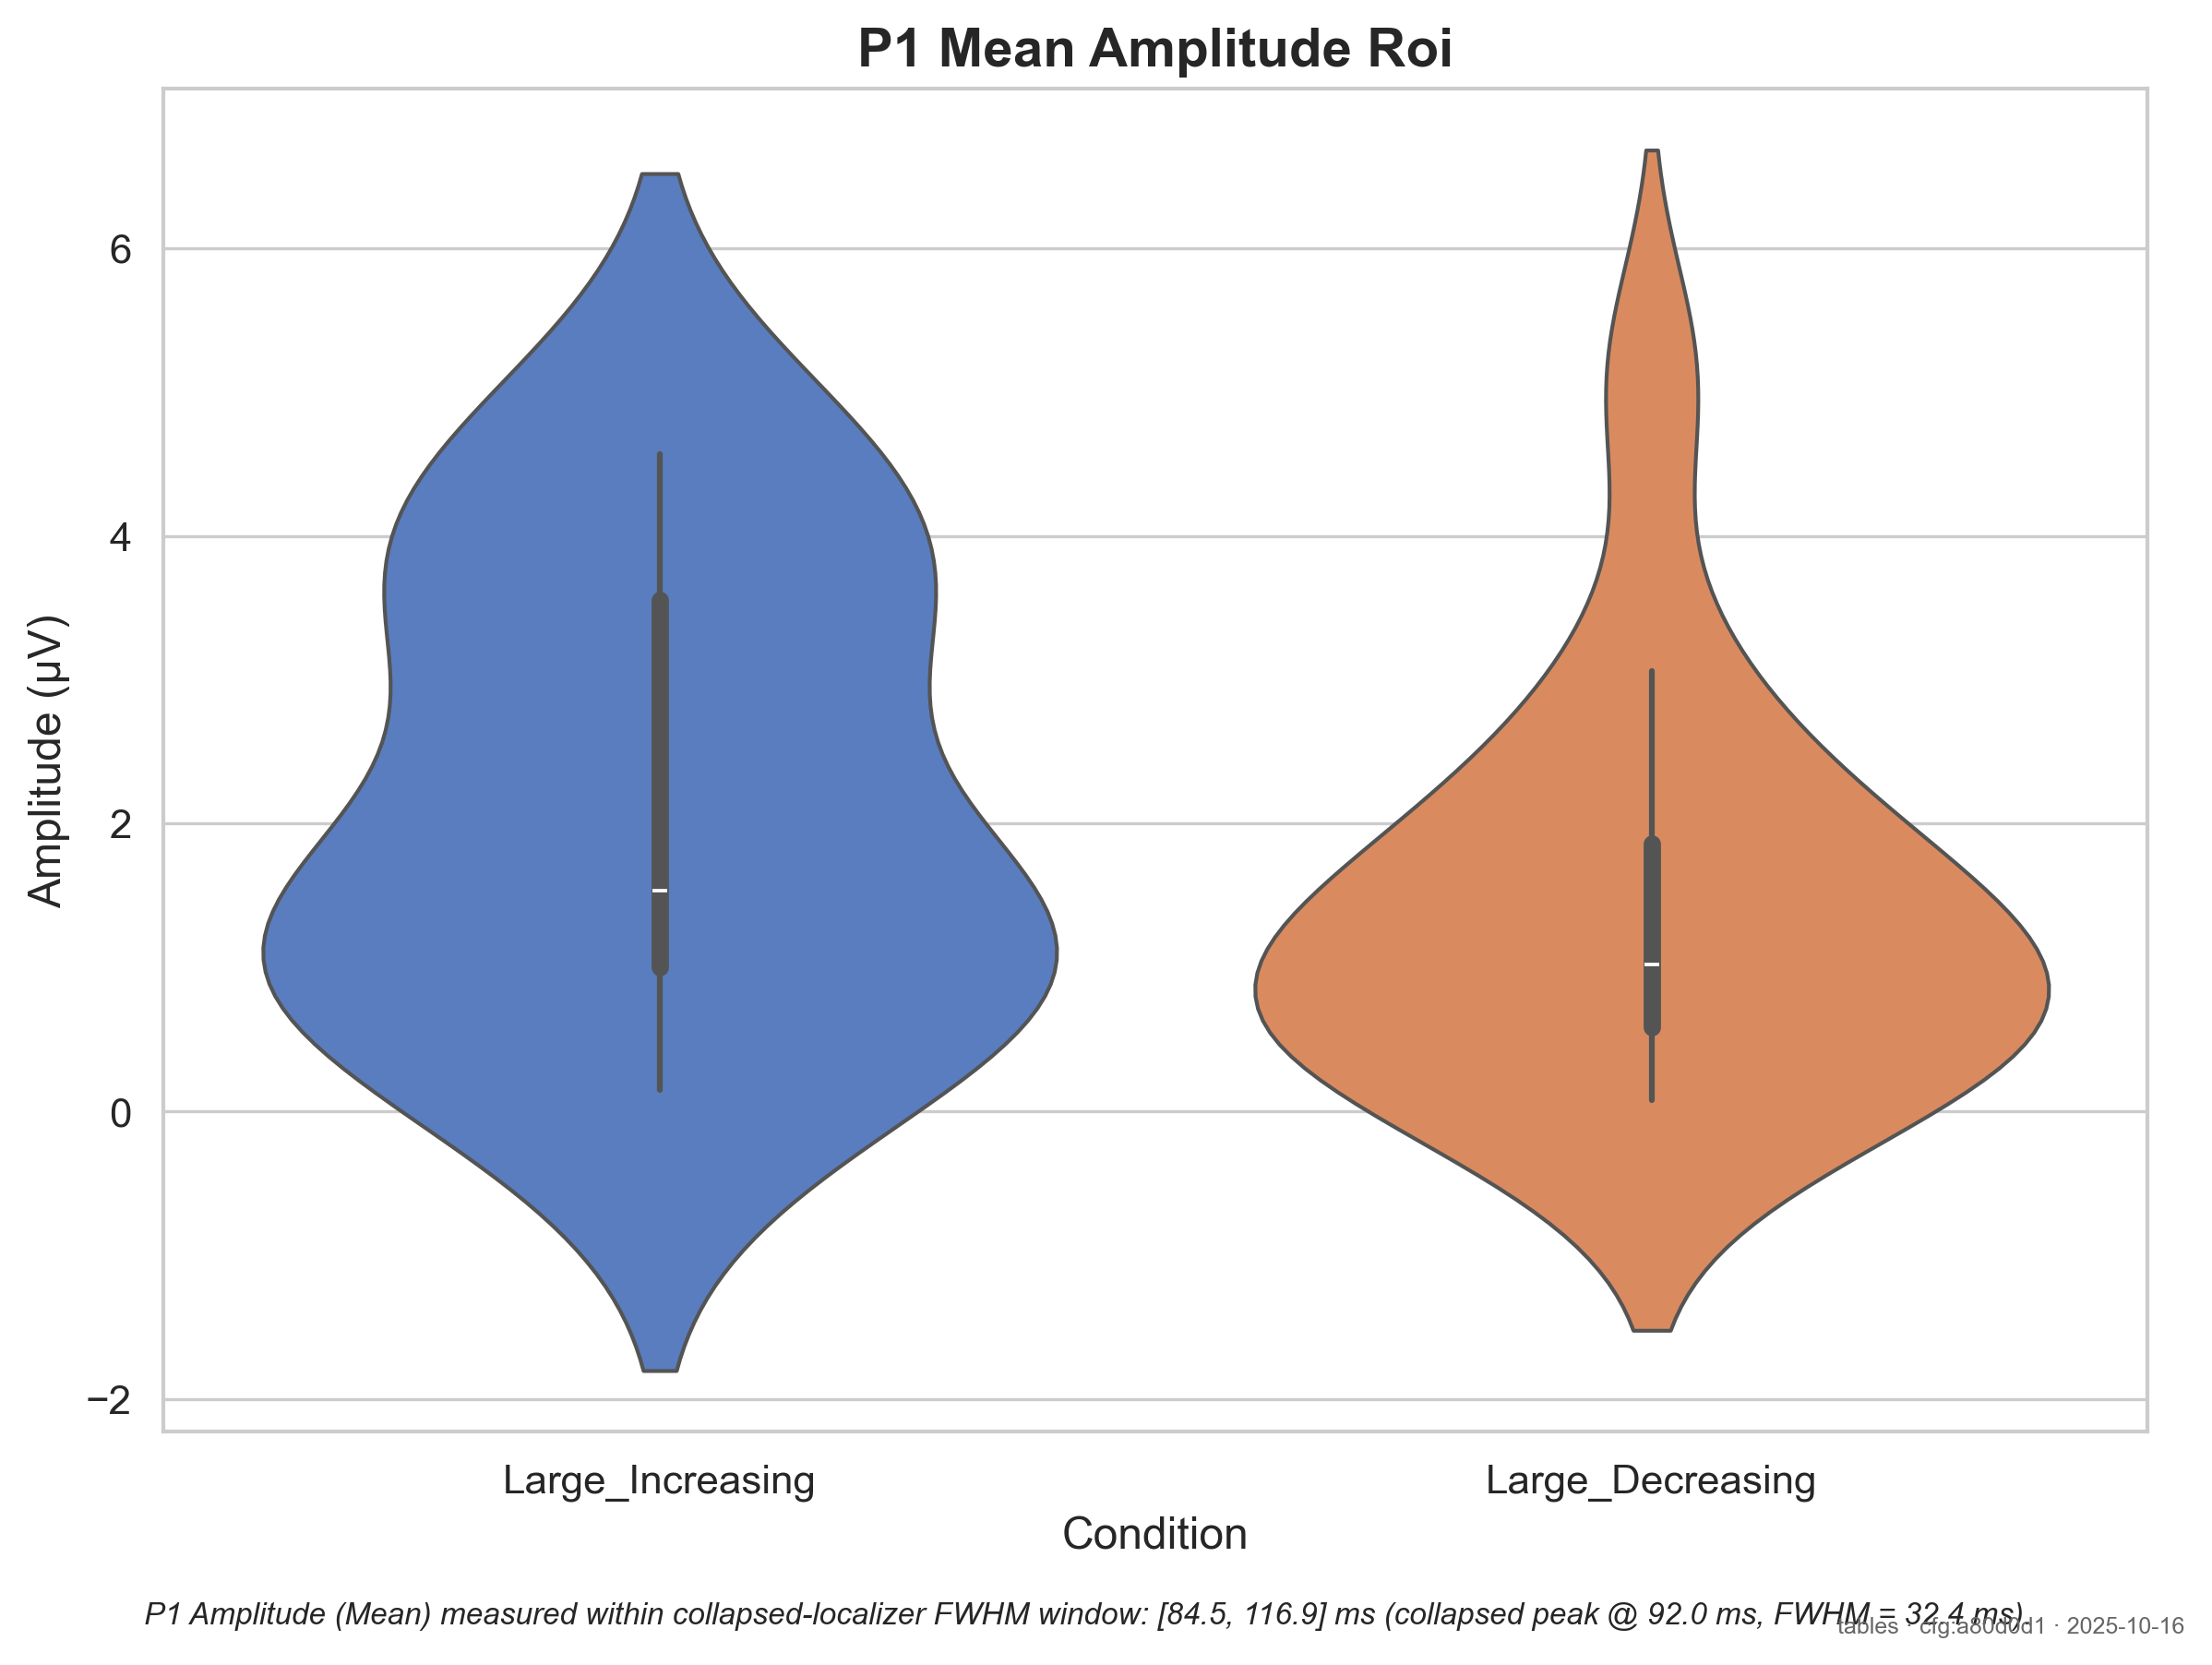 P1 Mean Amplitude Roi
Amplitude (µV)
6
4
2
0
−2
Large_Increasing
Large_Decreasing
Condition
P1 Amplitude (Mean) measured within collapsed-localizer FWHM window: [84.5, 116.9] ms (collapsed peak @ 92.0 ms, FWHM = 32.4 ms).
tables · cfg:a80d0d1 · 2025-10-16